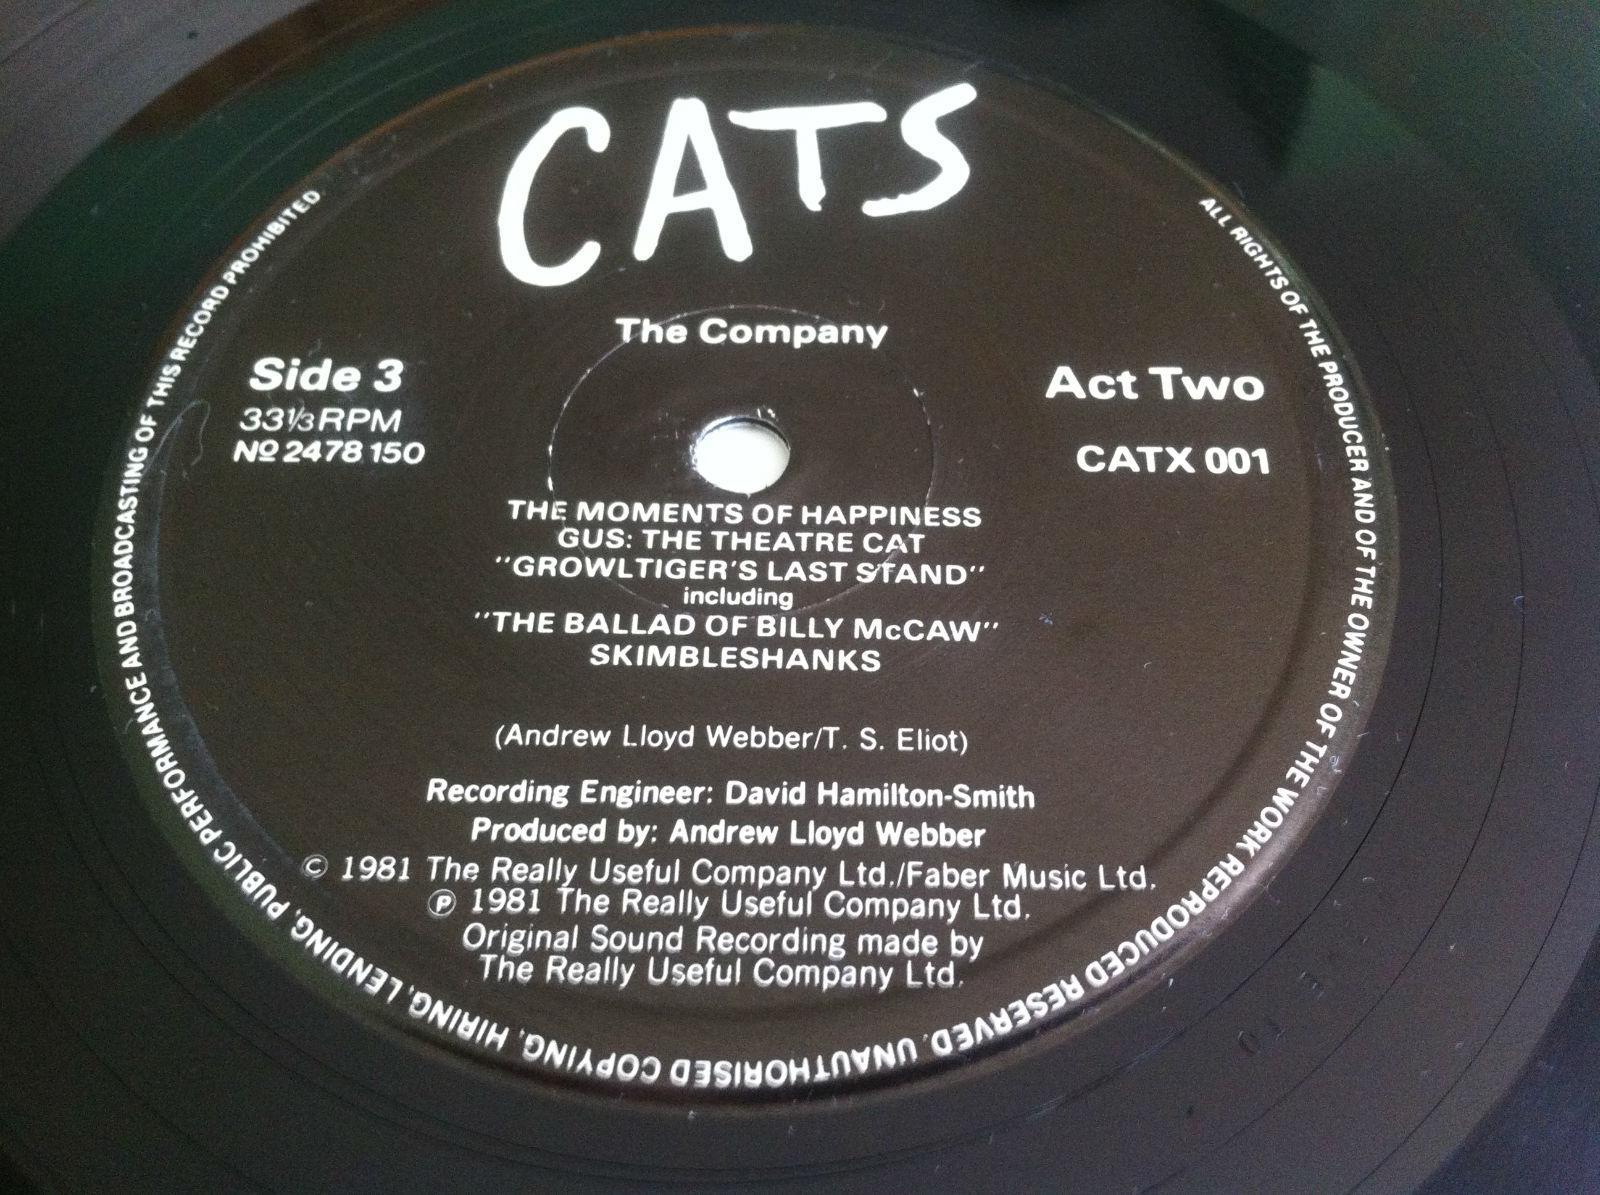 CATS
The Company
Side 3
33⅓ RPM
Nº 2478 150
Act Two
CATX 001
THE MOMENTS OF HAPPINESS
GUS: THE THEATRE CAT
"GROWLTIGER'S LAST STAND"
including
"THE BALLAD OF BILLY McCAW"
SKIMBLESHANKS
(Andrew Lloyd Webber/T. S. Eliot)
Recording Engineer: David Hamilton-Smith
Produced by: Andrew Lloyd Webber
© 1981 The Really Useful Company Ltd./Faber Music Ltd.
℗ 1981 The Really Useful Company Ltd.
Original Sound Recording made by
The Really Useful Company Ltd.
ALL RIGHTS OF THE PRODUCER AND OF THE OWNER OF THE WORK REPRODUCED RESERVED. UNAUTHORISED COPYING, HIRING, LENDING, PUBLIC PERFORMANCE AND BROADCASTING OF THIS RECORD PROHIBITED.